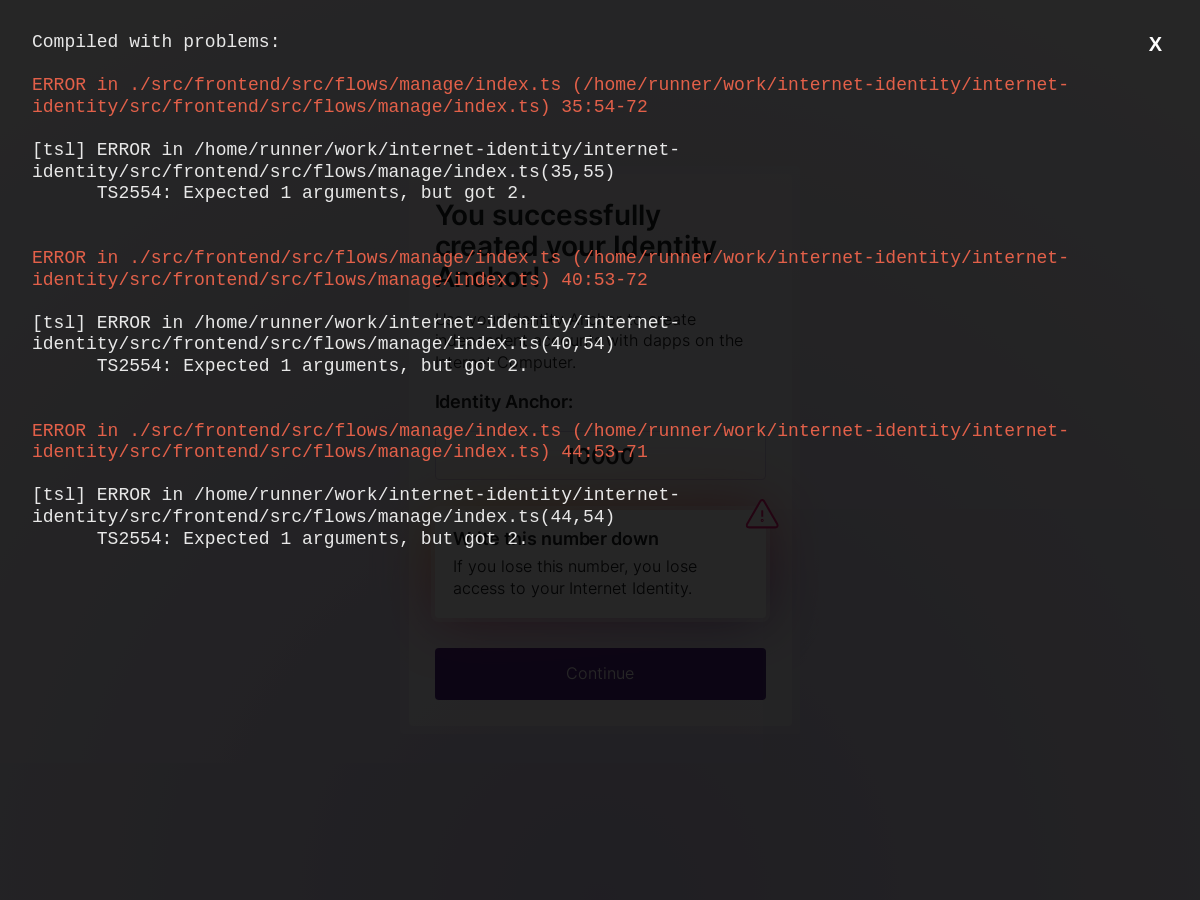 Compiled with problems:
X
ERROR in ./src/frontend/src/flows/manage/index.ts (/home/runner/work/internet-identity/internet-
identity/src/frontend/src/flows/manage/index.ts) 35:54-72
[tsl] ERROR in /home/runner/work/internet-identity/internet-
identity/src/frontend/src/flows/manage/index.ts(35,55)
TS2554: Expected 1 arguments, but got 2.
ERROR in ./src/frontend/src/flows/manage/index.ts (/home/runner/work/internet-identity/internet-
identity/src/frontend/src/flows/manage/index.ts) 40:53-72
[tsl] ERROR in /home/runner/work/internet-identity/internet-
identity/src/frontend/src/flows/manage/index.ts(40,54)
TS2554: Expected 1 arguments, but got 2.
ERROR in ./src/frontend/src/flows/manage/index.ts (/home/runner/work/internet-identity/internet-
identity/src/frontend/src/flows/manage/index.ts) 44:53-71
[tsl] ERROR in /home/runner/work/internet-identity/internet-
identity/src/frontend/src/flows/manage/index.ts(44,54)
TS2554: Expected 1 arguments, but got 2.
You successfully
created your Identity
Anchor!
create
with dapps on the
Internet Computer.
Identity Anchor:
10000
Write this number down
If you lose this number, you lose
access to your Internet Identity.
Continue